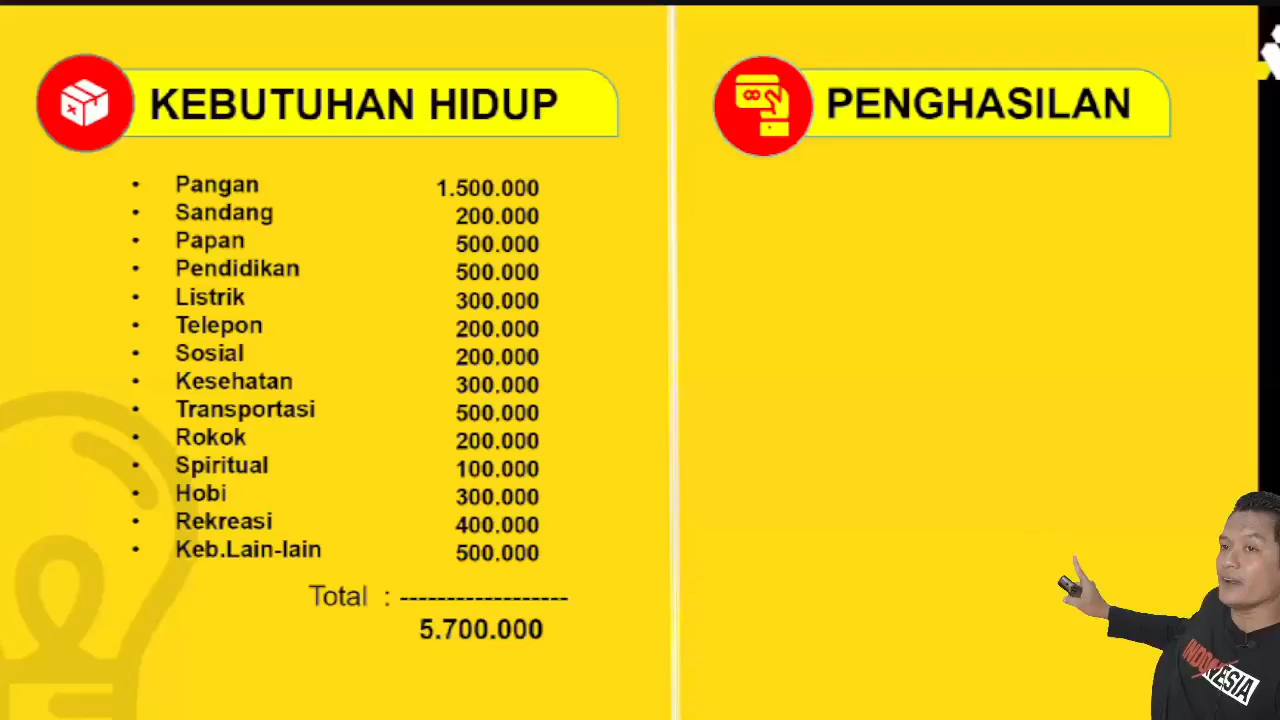 KEBUTUHAN HIDUP
• Pangan 1.500.000
• Sandang 200.000
• Papan 500.000
• Pendidikan 500.000
• Listrik 300.000
• Telepon 200.000
• Sosial 200.000
• Kesehatan 300.000
• Transportasi 500.000
• Rokok 200.000
• Spiritual 100.000
• Hobi 300.000
• Rekreasi 400.000
• Keb.Lain-lain 500.000
Total : ------------------
5.700.000
PENGHASILAN
INDONESIA